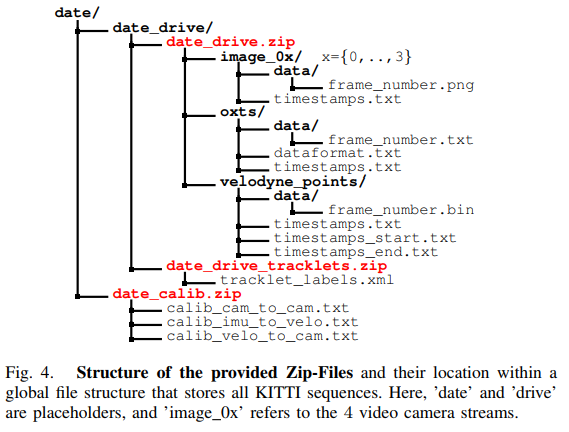 date/
date_drive/
date_drive.zip
image_0x/ x={0,..,3}
data/
frame_number.png
timestamps.txt
oxts/
data/
frame_number.txt
dataformat.txt
timestamps.txt
velodyne_points/
data/
frame_number.bin
timestamps.txt
timestamps_start.txt
timestamps_end.txt
date_drive_tracklets.zip
tracklet_labels.xml
date_calib.zip
calib_cam_to_cam.txt
calib_imu_to_velo.txt
calib_velo_to_cam.txt
Fig. 4. Structure of the provided Zip-Files and their location within a
global file structure that stores all KITTI sequences. Here, 'date' and 'drive'
are placeholders, and 'image_0x' refers to the 4 video camera streams.